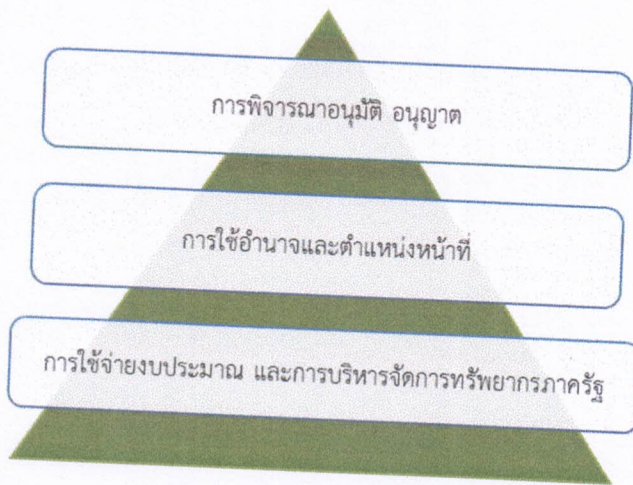 การพิจารณาอนุมัติ อนุญาต
การใช้อำนาจและตำแหน่งหน้าที่
การใช้จ่ายงบประมาณ และการบริหารจัดการทรัพยากรภาครัฐ